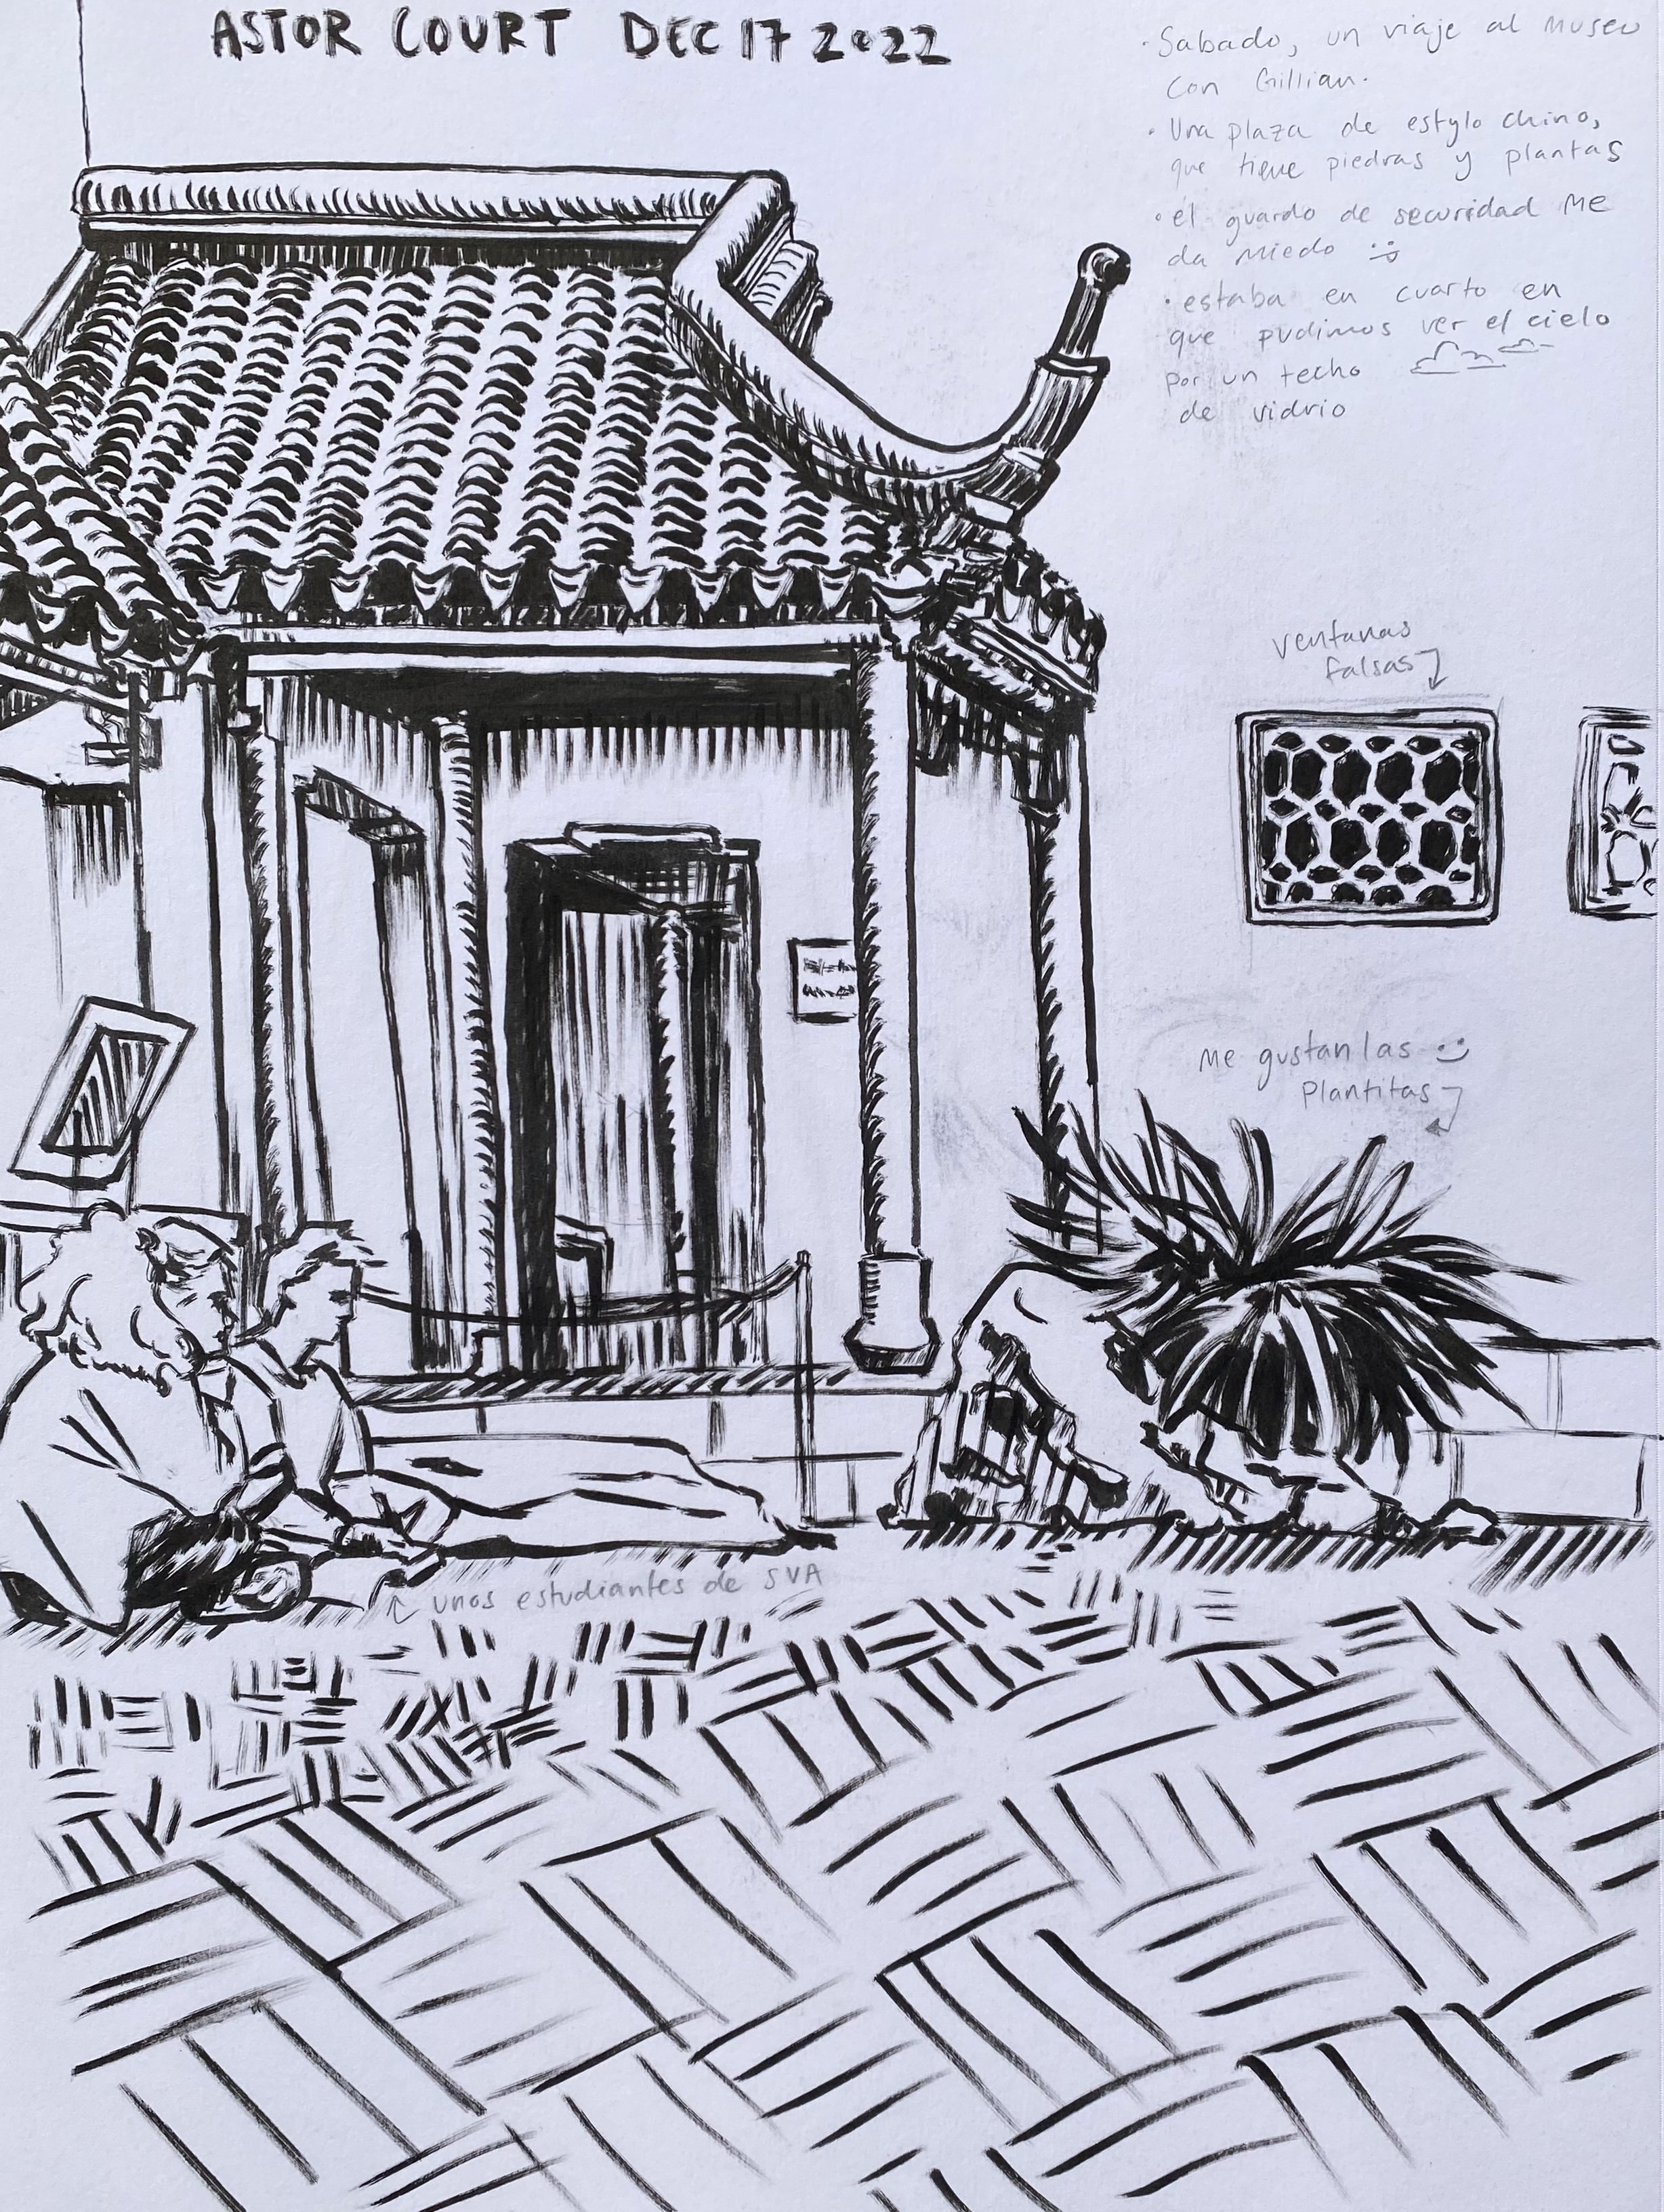 ASTOR COURT DEC 17 2022
· Sabado, un viaje al Museo
con Gillian.
· Una plaza de estylo chino,
que tiene piedras y plantas
· el guardo de securidad me
da miedo
· estaba en cuarto en
que pudimos ver el cielo
por un techo
de vidrio
ventanas
falsas
Me gustan las
Plantitas
unos estudiantes de SVA